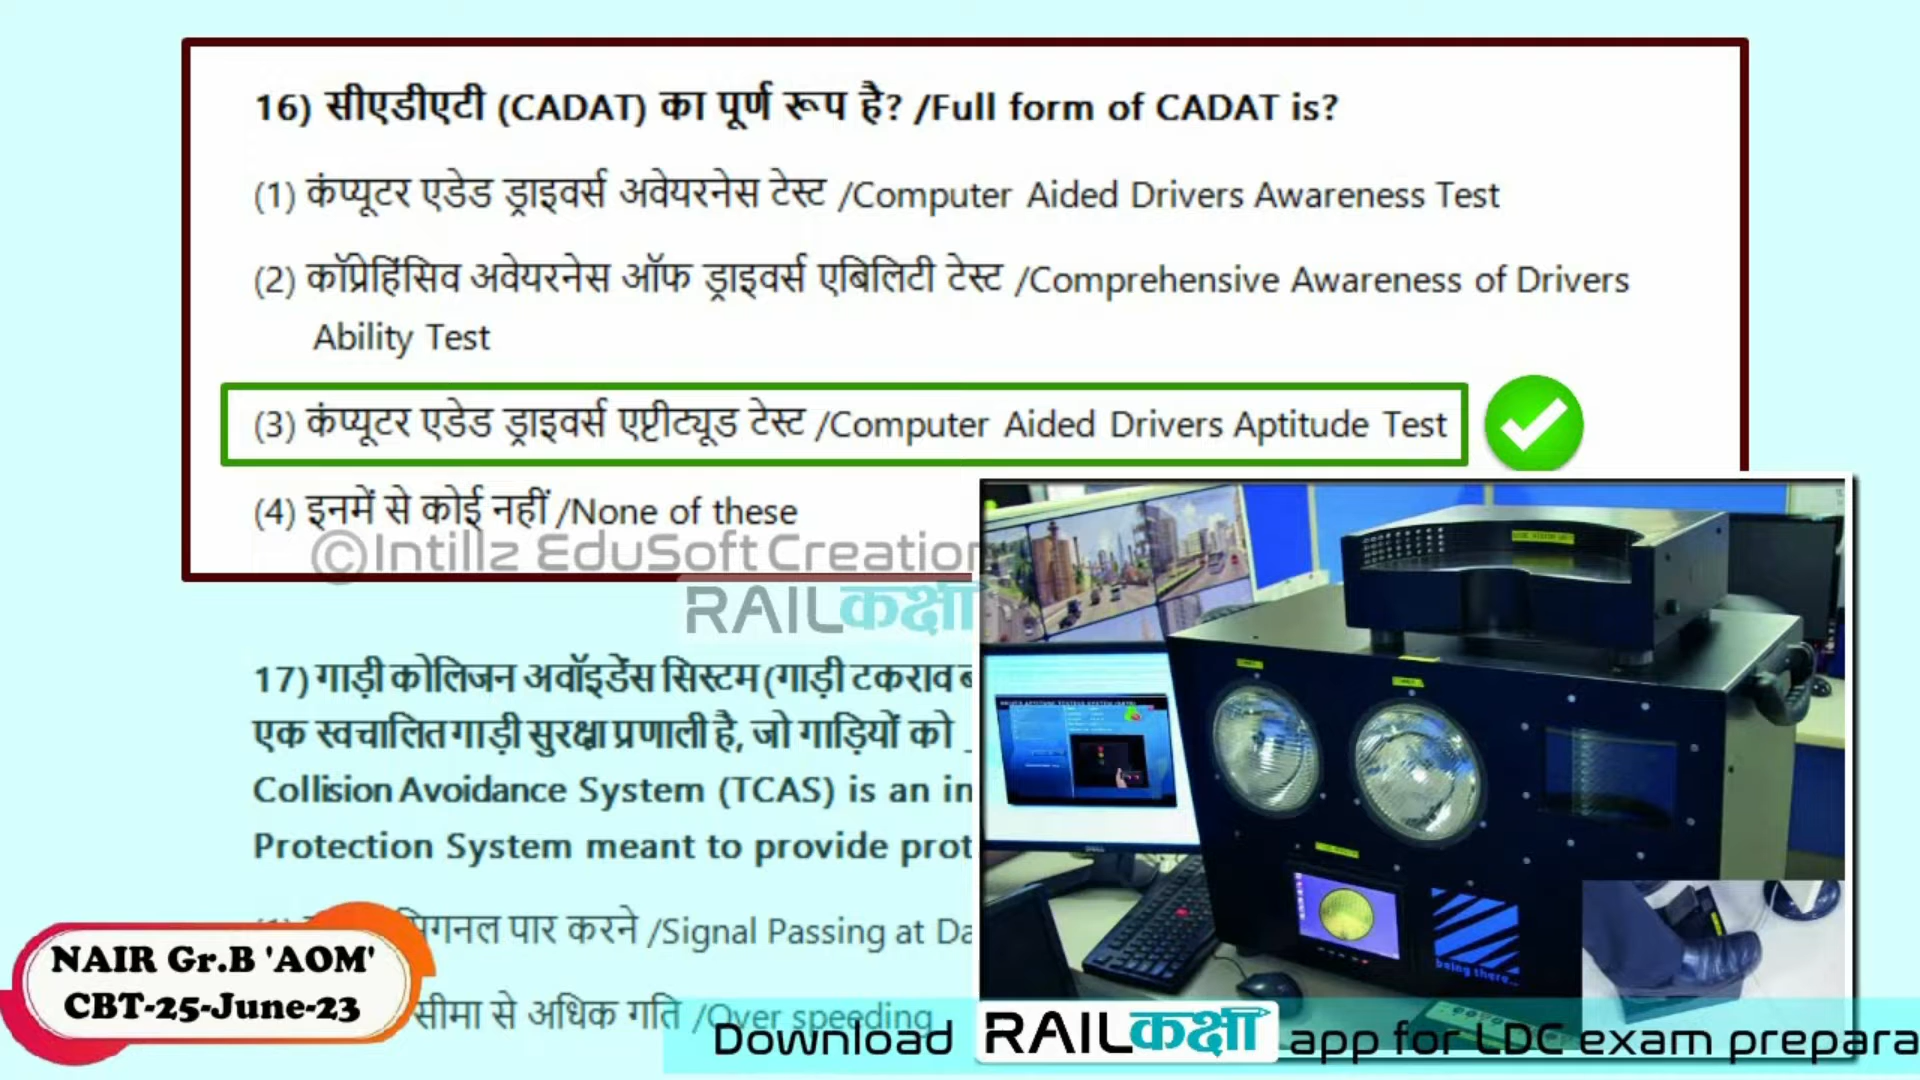 16) सीएडीएटी (CADAT) का पूर्ण रूप है? /Full form of CADAT is?
(1) कंप्यूटर एडेड ड्राइवर्स अवेयरनेस टेस्ट /Computer Aided Drivers Awareness Test
(2) कॉप्रेहिंसिव अवेयरनेस ऑफ ड्राइवर्स एबिलिटी टेस्ट /Comprehensive Awareness of Drivers
Ability Test
(3) कंप्यूटर एडेड ड्राइवर्स एप्टीट्यूड टेस्ट /Computer Aided Drivers Aptitude Test
(4) इनमें से कोई नहीं /None of these
©Intillz EduSoft Creation
RAILकक्षा
17) गाड़ी कोलिजन अवॉइडेंस सिस्टम (गाड़ी टकराव
एक स्वचालित गाड़ी सुरक्षा प्रणाली है, जो गाड़ियों को _
Collision Avoidance System (TCAS) is an in
Protection System meant to provide prot
सिगनल पार करने /Signal Passing at Da
सीमा से अधिक गति /Over speeding
NAIR Gr.B 'AOM'
CBT-25-June-23
being there...
Download RAILकक्षा app for LDC exam prepara